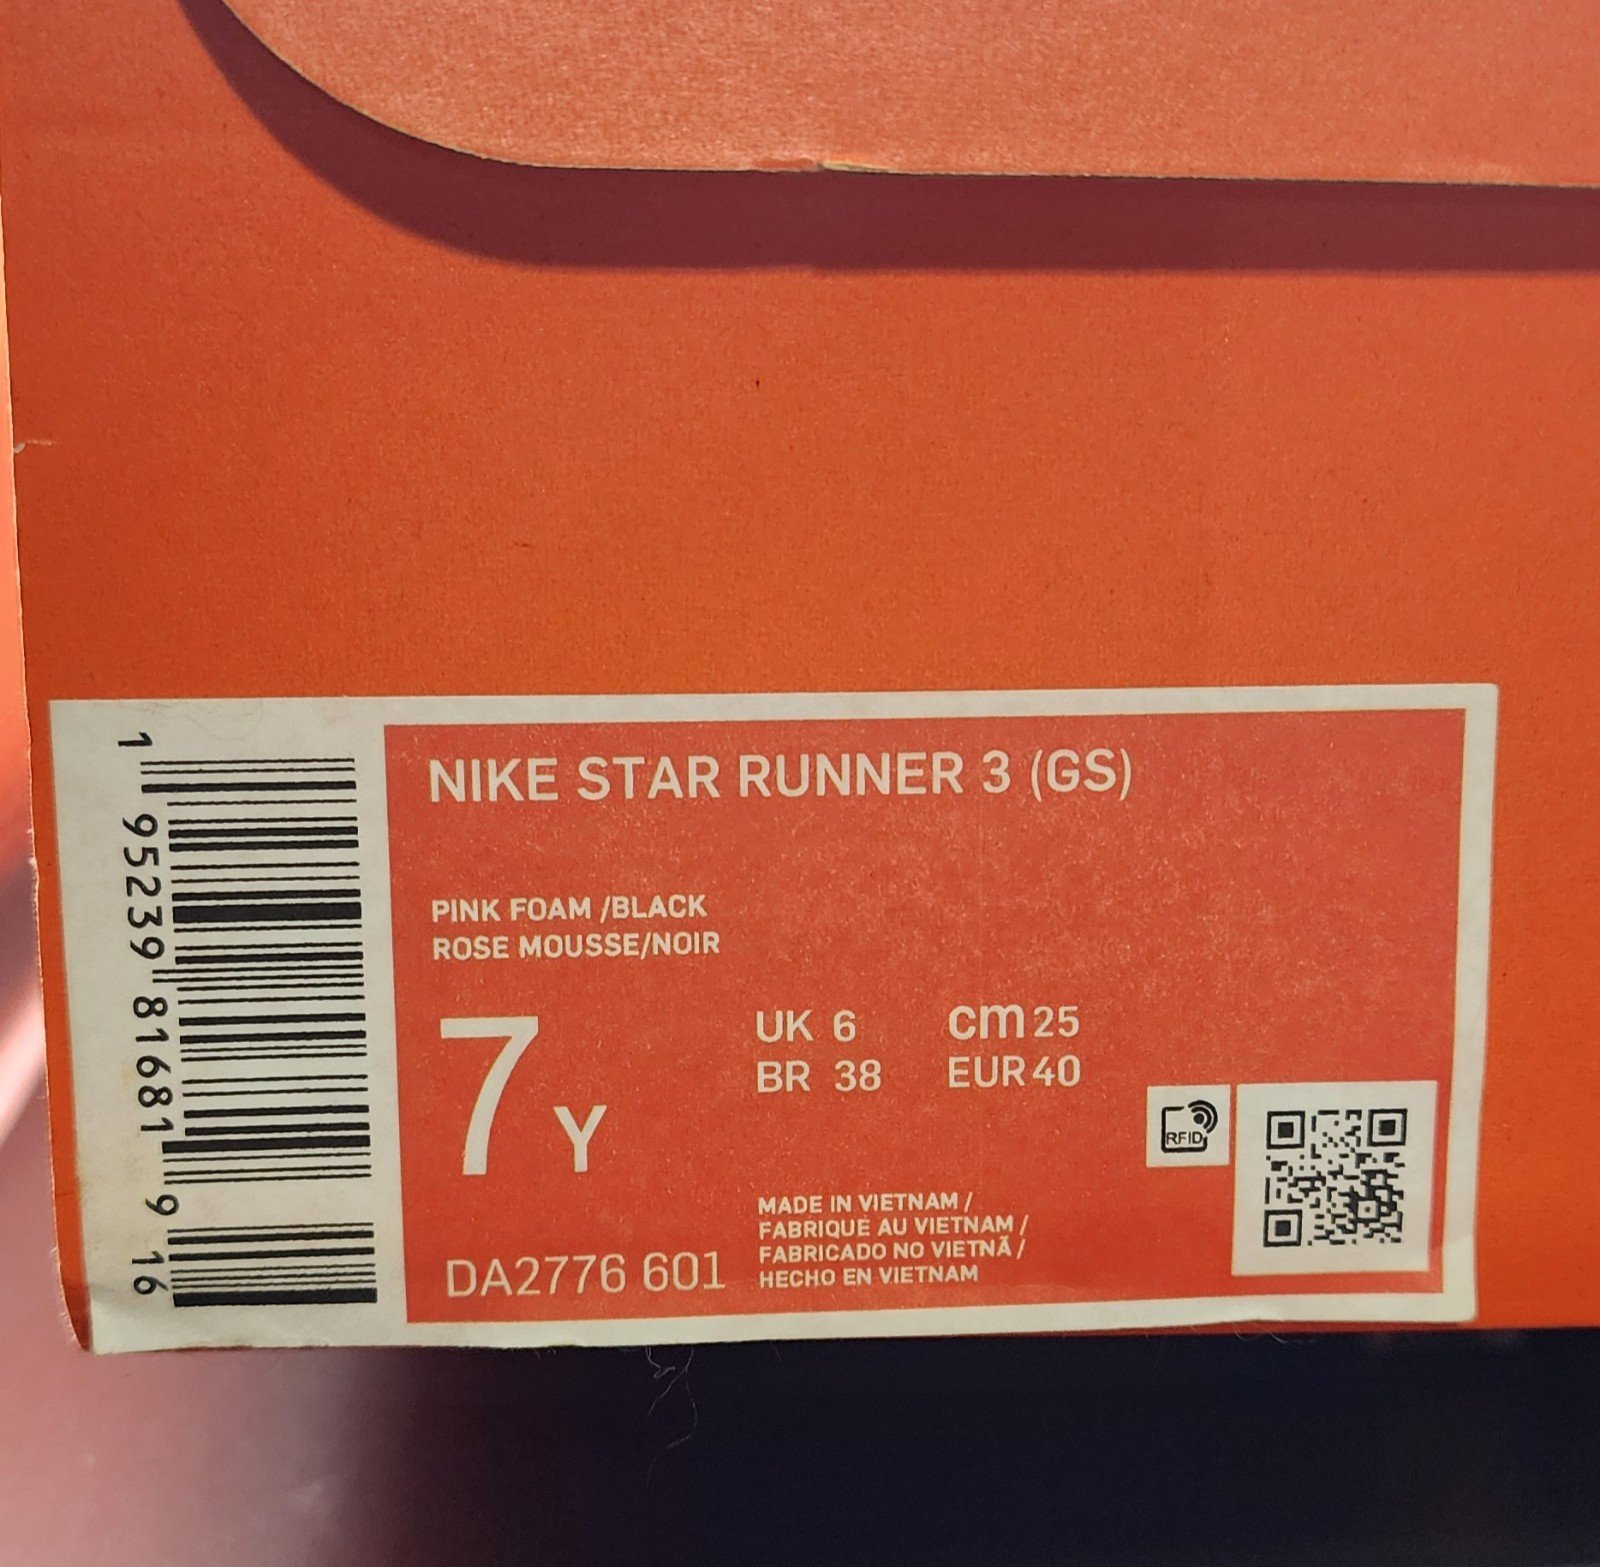 NIKE STAR RUNNER 3 (GS)
PINK FOAM /BLACK
ROSE MOUSSE/NOIR
7 Y
UK 6 cm 25
BR 38 EUR 40
RFID
MADE IN VIETNAM /
FABRIQUÉ AU VIETNAM /
FABRICADO NO VIETNÃ /
HECHO EN VIETNAM
DA2776 601
1 95239 81681 9 16